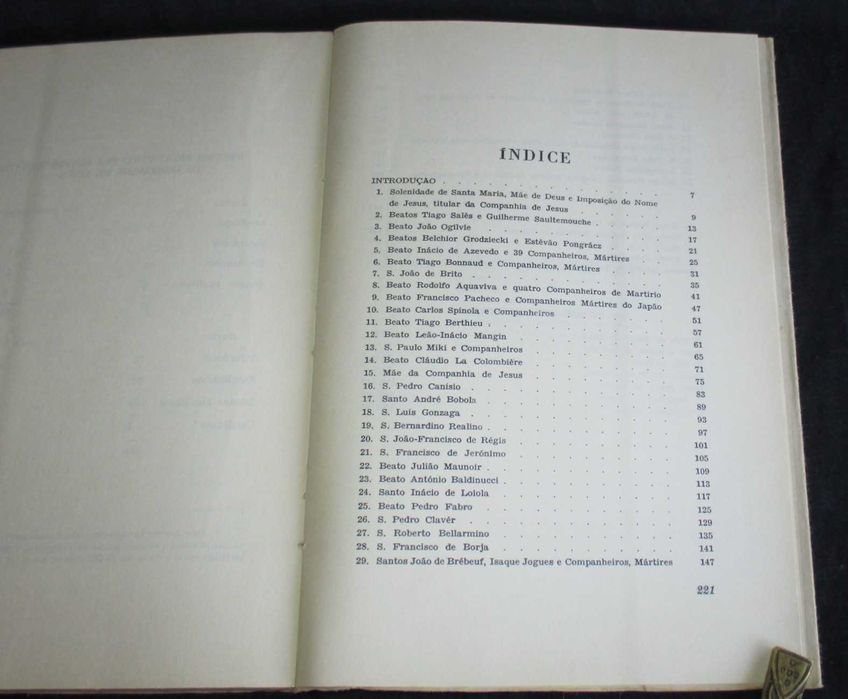 ÍNDICE
INTRODUÇAO . . . . . . . . . . . . 7
1. Solenidade de Santa Maria, Mãe de Deus e Imposição do Nome
de Jesus, titular da Companhia de Jesus . . . . 9
2. Beatos Tiago Salès e Guilherme Saultemouche . . . . 13
3. Beato João Ogilvie . . . . . . . . . . 17
4. Beatos Belchior Grodziecki e Estêvão Pongrácz . . . . 21
5. Beato Inácio de Azevedo e 39 Companheiros, Mártires . . 25
6. Beato Tiago Bonnaud e Companheiros, Mártires . . . 31
7. S. João de Brito . . . . . . . . . . 35
8. Beato Rodolfo Aquaviva e quatro Companheiros de Martírio 41
9. Beato Francisco Pacheco e Companheiros Mártires do Japão 47
10. Beato Carlos Spínola e Companheiros . . . . . 51
11. Beato Tiago Berthieu . . . . . . . . . 57
12. Beato Leão-Inácio Mangin . . . . . . . . 61
13. S. Paulo Miki e Companheiros . . . . . . . 65
14. Beato Cláudio La Colombière . . . . . . . 71
15. Mãe da Companhia de Jesus . . . . . . . 75
16. S. Pedro Canísio . . . . . . . . . . 83
17. Santo André Bobola . . . . . . . . . 89
18. S. Luís Gonzaga . . . . . . . . . . 93
19. S. Bernardino Realino . . . . . . . . . 97
20. S. João-Francisco de Régis . . . . . . . . 101
21. S. Francisco de Jerónimo . . . . . . . . 105
22. Beato Julião Maunoir . . . . . . . . . 109
23. Beato António Baldinucci . . . . . . . . 113
24. Santo Inácio de Loiola . . . . . . . . 117
25. Beato Pedro Fabro . . . . . . . . . 125
26. S. Pedro Clavér . . . . . . . . . . 129
27. S. Roberto Bellarmino . . . . . . . . 135
28. S. Francisco de Borja . . . . . . . . 141
29. Santos João de Brébeuf, Isaque Jogues e Companheiros, Mártires 147
221